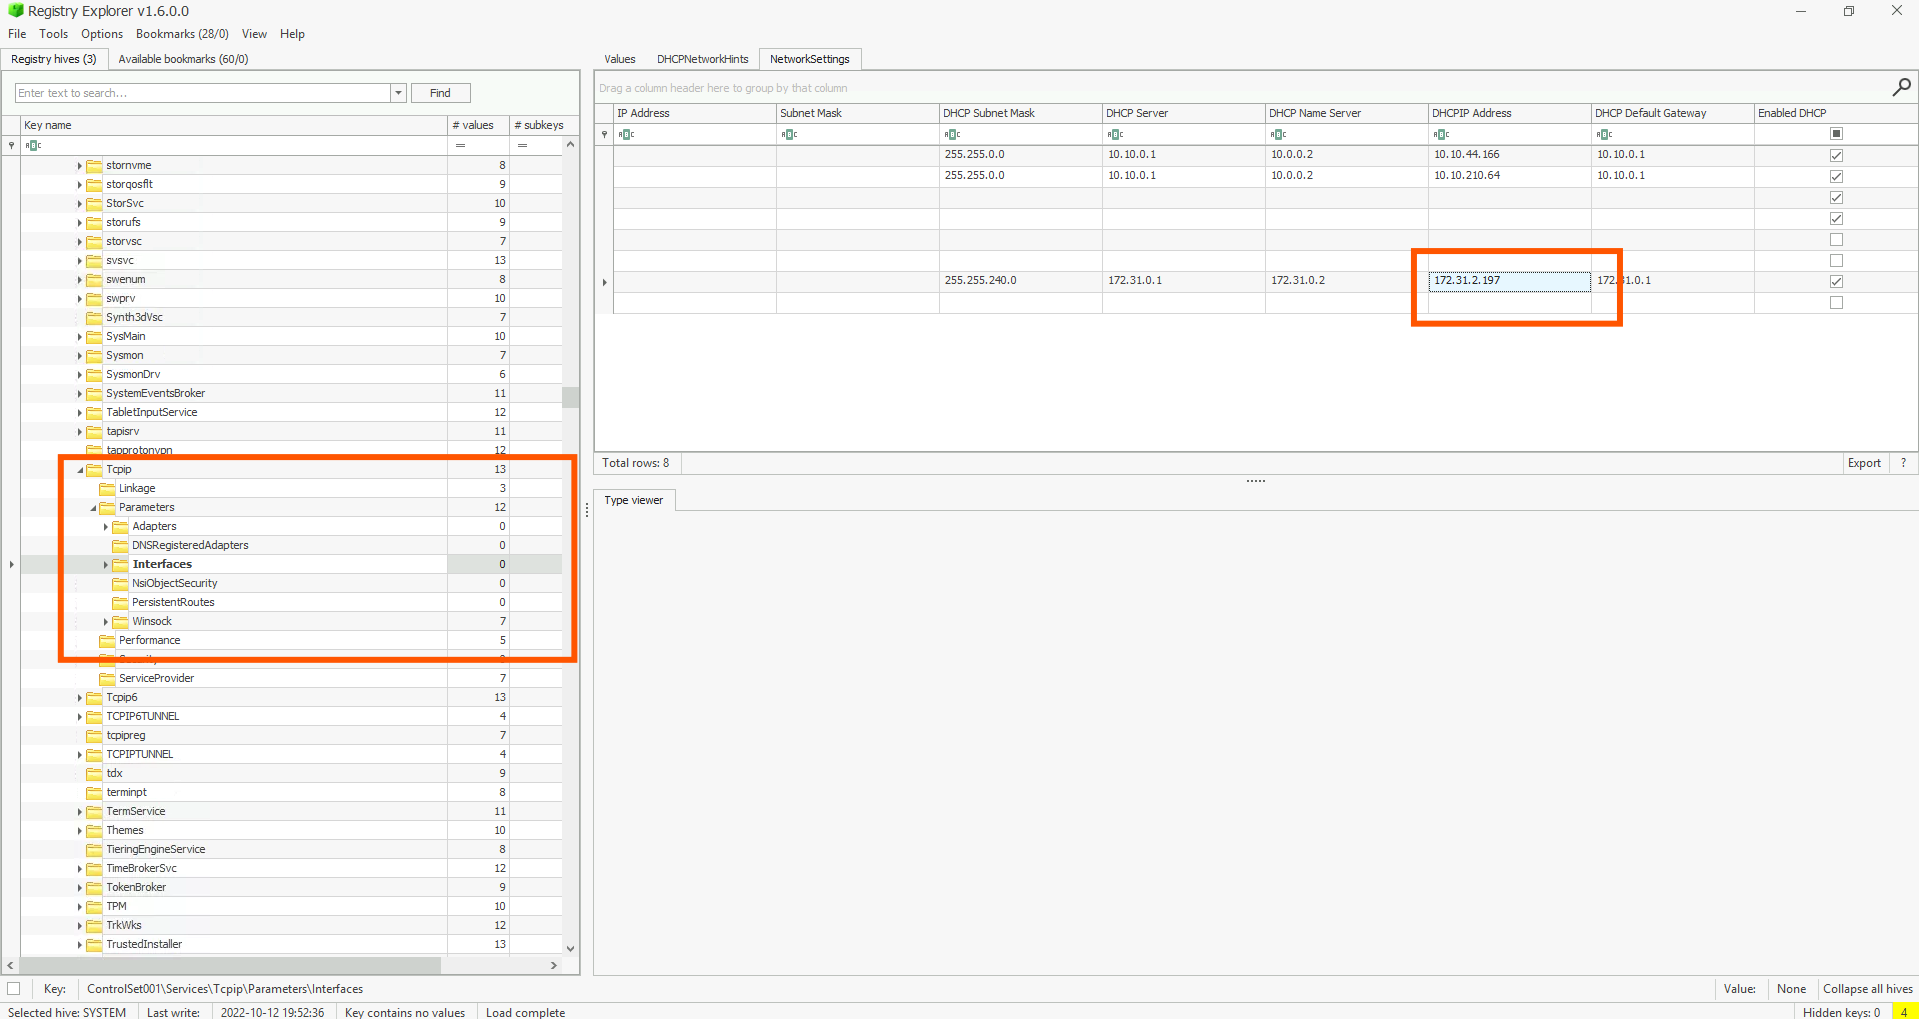 Registry Explorer v1.6.0.0
File Tools Options Bookmarks (28/0) View Help
Registry hives (3) Available bookmarks (60/0)
Enter text to search... Find
Key name # values # subkeys
stornvme 8
storqosflt 9
StorSvc 10
storufs 9
storvsc 7
svsvc 13
swenum 8
swprv 10
Synth3dVsc 7
SysMain 10
Sysmon 7
SysmonDrv 6
SystemEventsBroker 11
TabletInputService 12
tapisrv 11
tapprotonvpn 12
Tcpip 13
Linkage 3
Parameters 12
Adapters 0
DNSRegisteredAdapters 0
Interfaces 0
NsiObjectSecurity 0
PersistentRoutes 0
Winsock 7
Performance 5
ServiceProvider 7
Tcpip6 13
TCPIP6TUNNEL 4
tcpipreg 7
TCPIPTUNNEL 4
tdx 9
terminpt 8
TermService 11
Themes 10
TieringEngineService 8
TimeBrokerSvc 12
TokenBroker 9
TPM 10
TrkWks 12
TrustedInstaller 13
Values DHCPNetworkHints NetworkSettings
Drag a column header here to group by that column
IP Address Subnet Mask DHCP Subnet Mask DHCP Server DHCP Name Server DHCPIP Address DHCP Default Gateway Enabled DHCP
255.255.0.0 10.10.0.1 10.0.0.2 10.10.44.166 10.10.0.1
255.255.0.0 10.10.0.1 10.0.0.2 10.10.210.64 10.10.0.1
255.255.240.0 172.31.0.1 172.31.0.2 172.31.2.197 172.31.0.1
Total rows: 8 Export ?
Type viewer
Key: ControlSet001\Services\Tcpip\Parameters\Interfaces Value: None Collapse all hives
Selected hive: SYSTEM Last write: 2022-10-12 19:52:36 Key contains no values Load complete Hidden keys: 0 4